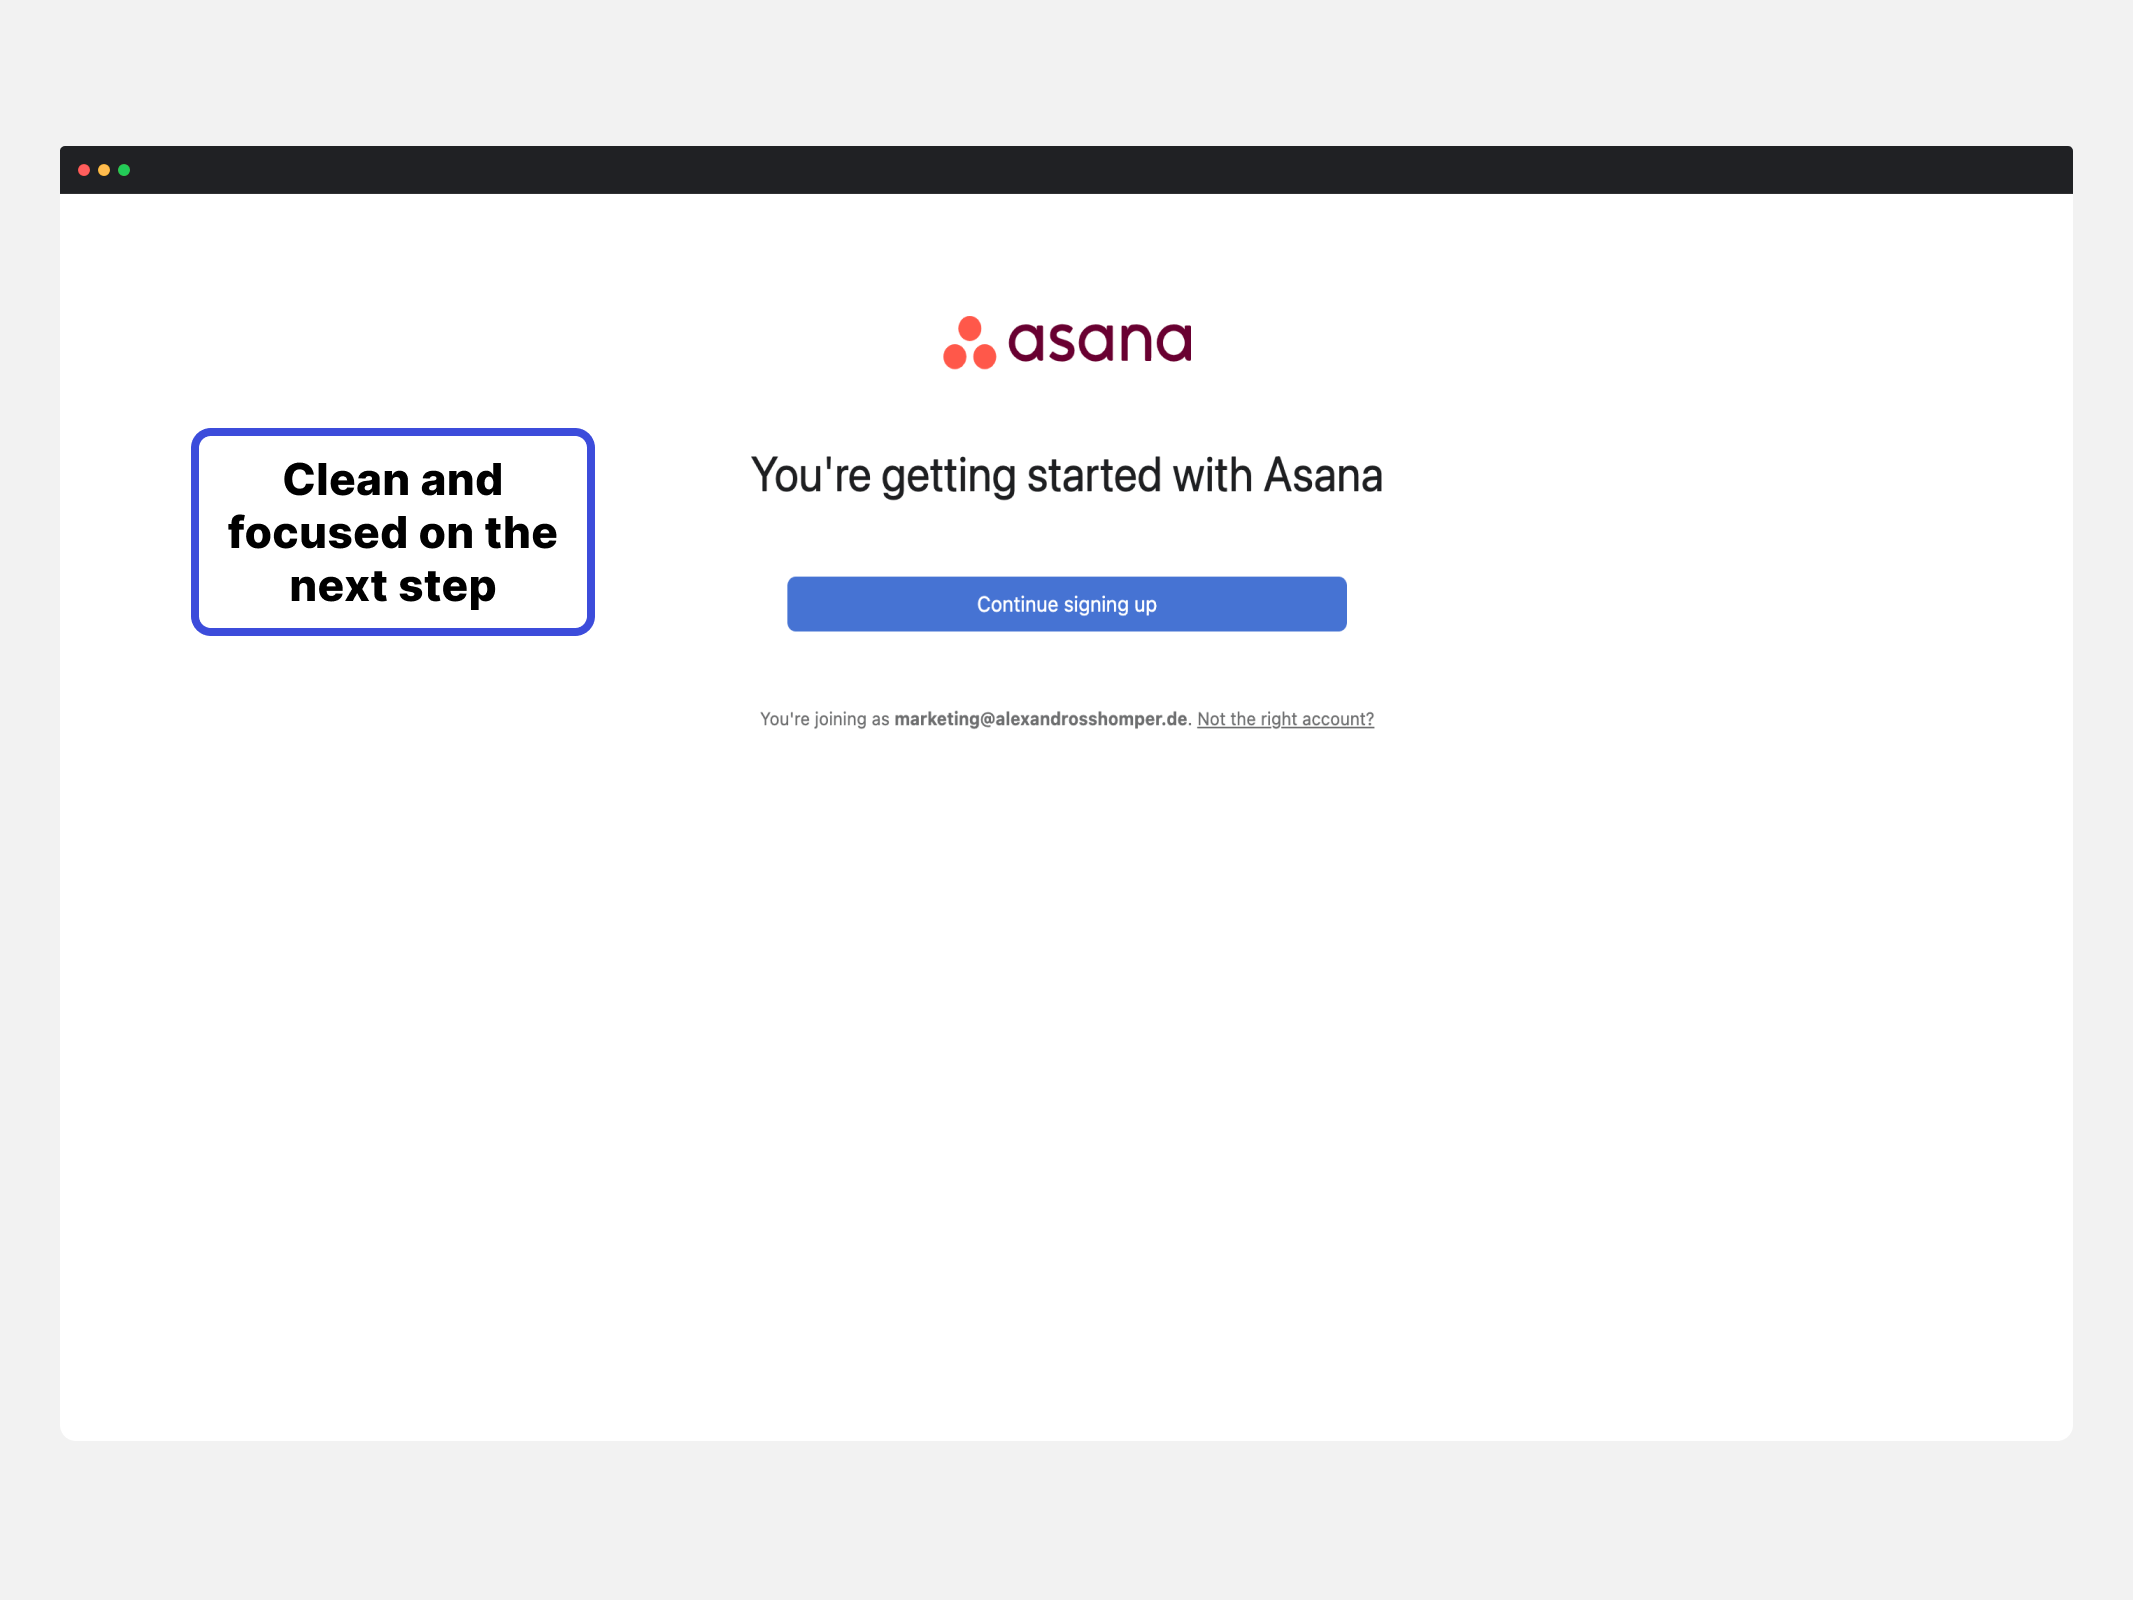 asana
You're getting started with Asana
Clean and
focused on the
next step
Continue signing up
You're joining as marketing@alexandrosshomper.de. Not the right account?